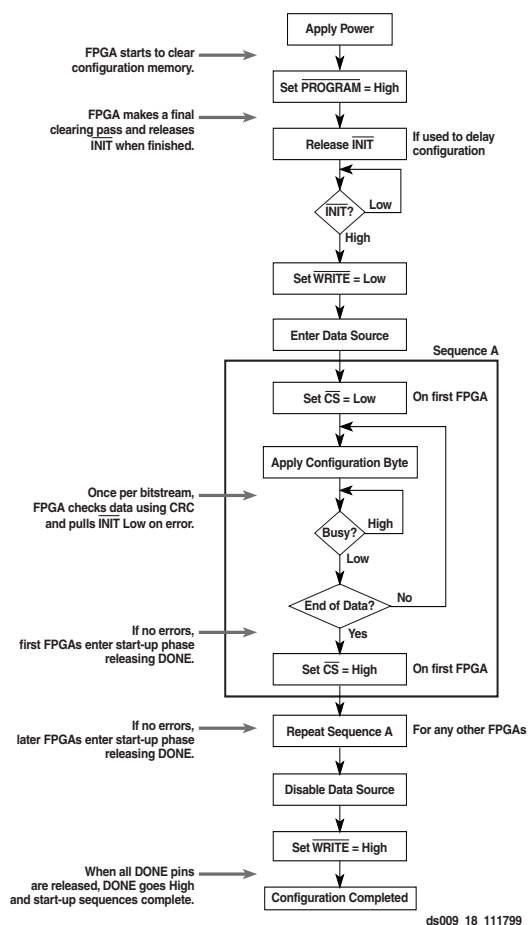 Apply Power
FPGA starts to clear
configuration memory.
Set PROGRAM = High
FPGA makes a final
clearing pass and releases
INIT when finished.
Release INIT
If used to delay
configuration
INIT?
Low
High
Set WRITE = Low
Enter Data Source
Sequence A
Set CS = Low
On first FPGA
Apply Configuration Byte
Once per bitstream,
FPGA checks data using CRC
and pulls INIT Low on error.
High
Busy?
Low
End of Data?
No
Yes
If no errors,
first FPGAs enter start-up phase
releasing DONE.
Set CS = High
On first FPGA
If no errors,
later FPGAs enter start-up phase
releasing DONE.
Repeat Sequence A
For any other FPGAs
Disable Data Source
Set WRITE = High
When all DONE pins
are released, DONE goes High
and start-up sequences complete.
Configuration Completed
ds009_18_111799